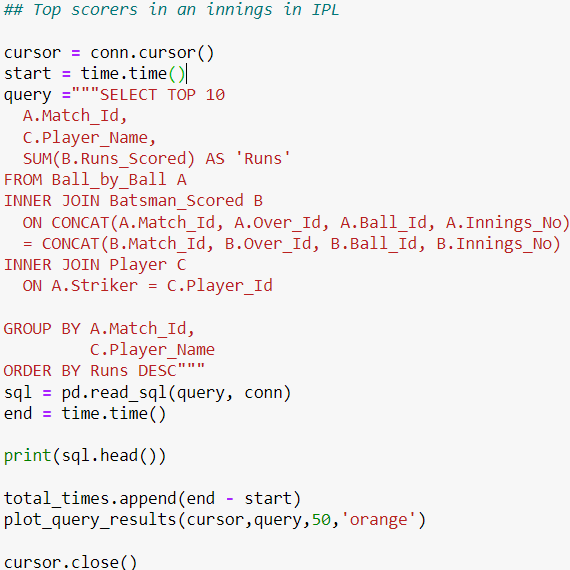 ## Top scorers in an innings in IPL

cursor = conn.cursor()
start = time.time()
query ="""SELECT TOP 10
  A.Match_Id,
  C.Player_Name,
  SUM(B.Runs_Scored) AS 'Runs'
FROM Ball_by_Ball A
INNER JOIN Batsman_Scored B
  ON CONCAT(A.Match_Id, A.Over_Id, A.Ball_Id, A.Innings_No)
  = CONCAT(B.Match_Id, B.Over_Id, B.Ball_Id, B.Innings_No)
INNER JOIN Player C
  ON A.Striker = C.Player_Id

GROUP BY A.Match_Id,
         C.Player_Name
ORDER BY Runs DESC"""
sql = pd.read_sql(query, conn)
end = time.time()

print(sql.head())

total_times.append(end - start)
plot_query_results(cursor,query,50,'orange')

cursor.close()